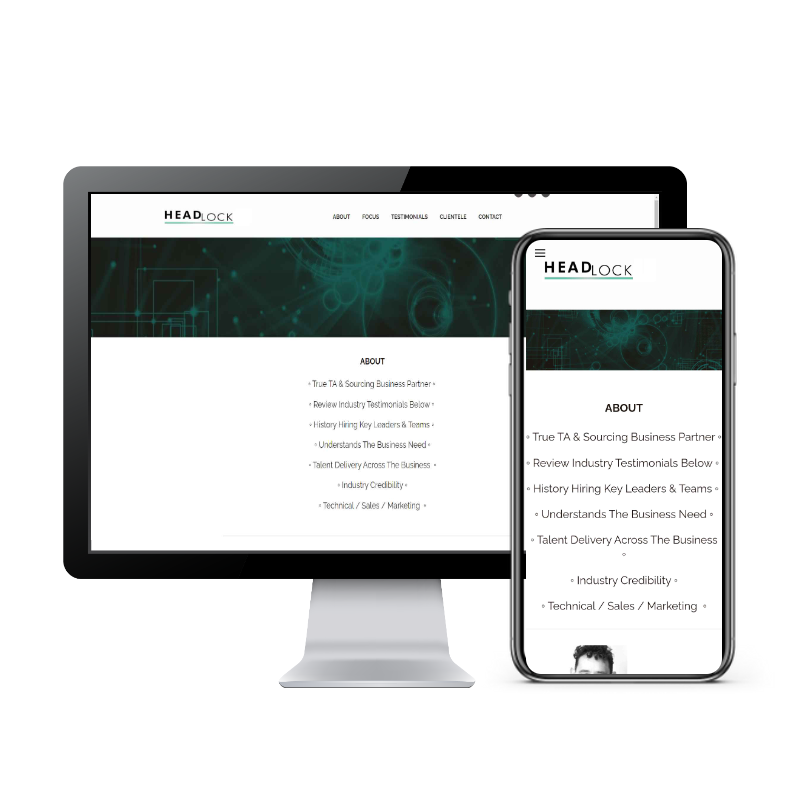 HEADLOCK
ABOUT FOCUS TESTIMONIALS CLIENTELE CONTACT
ABOUT
◦ True TA & Sourcing Business Partner ◦
◦ Review Industry Testimonials Below ◦
◦ History Hiring Key Leaders & Teams ◦
◦ Understands The Business Need ◦
◦ Talent Delivery Across The Business ◦
◦ Industry Credibility ◦
◦ Technical / Sales / Marketing ◦
HEADLOCK
ABOUT
◦ True TA & Sourcing Business Partner ◦
◦ Review Industry Testimonials Below ◦
◦ History Hiring Key Leaders & Teams ◦
◦ Understands The Business Need ◦
◦ Talent Delivery Across The Business
◦
◦ Industry Credibility ◦
◦ Technical / Sales / Marketing ◦